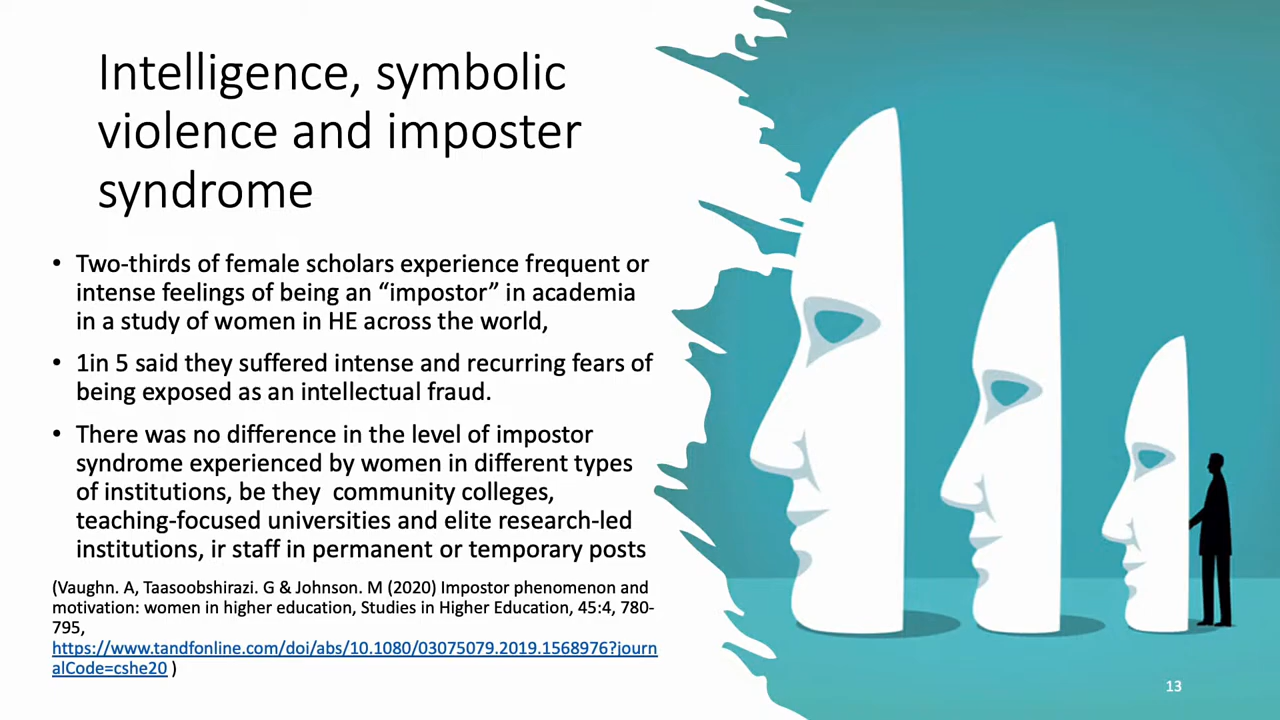 Intelligence, symbolic
violence and imposter
syndrome
• Two-thirds of female scholars experience frequent or
intense feelings of being an “impostor” in academia
in a study of women in HE across the world,
• 1in 5 said they suffered intense and recurring fears of
being exposed as an intellectual fraud.
• There was no difference in the level of impostor
syndrome experienced by women in different types
of institutions, be they community colleges,
teaching-focused universities and elite research-led
institutions, ir staff in permanent or temporary posts
(Vaughn. A, Taasoobshirazi. G & Johnson. M (2020) Impostor phenomenon and
motivation: women in higher education, Studies in Higher Education, 45:4, 780-
795,
https://www.tandfonline.com/doi/abs/10.1080/03075079.2019.1568976?journ
alCode=cshe20 )
13